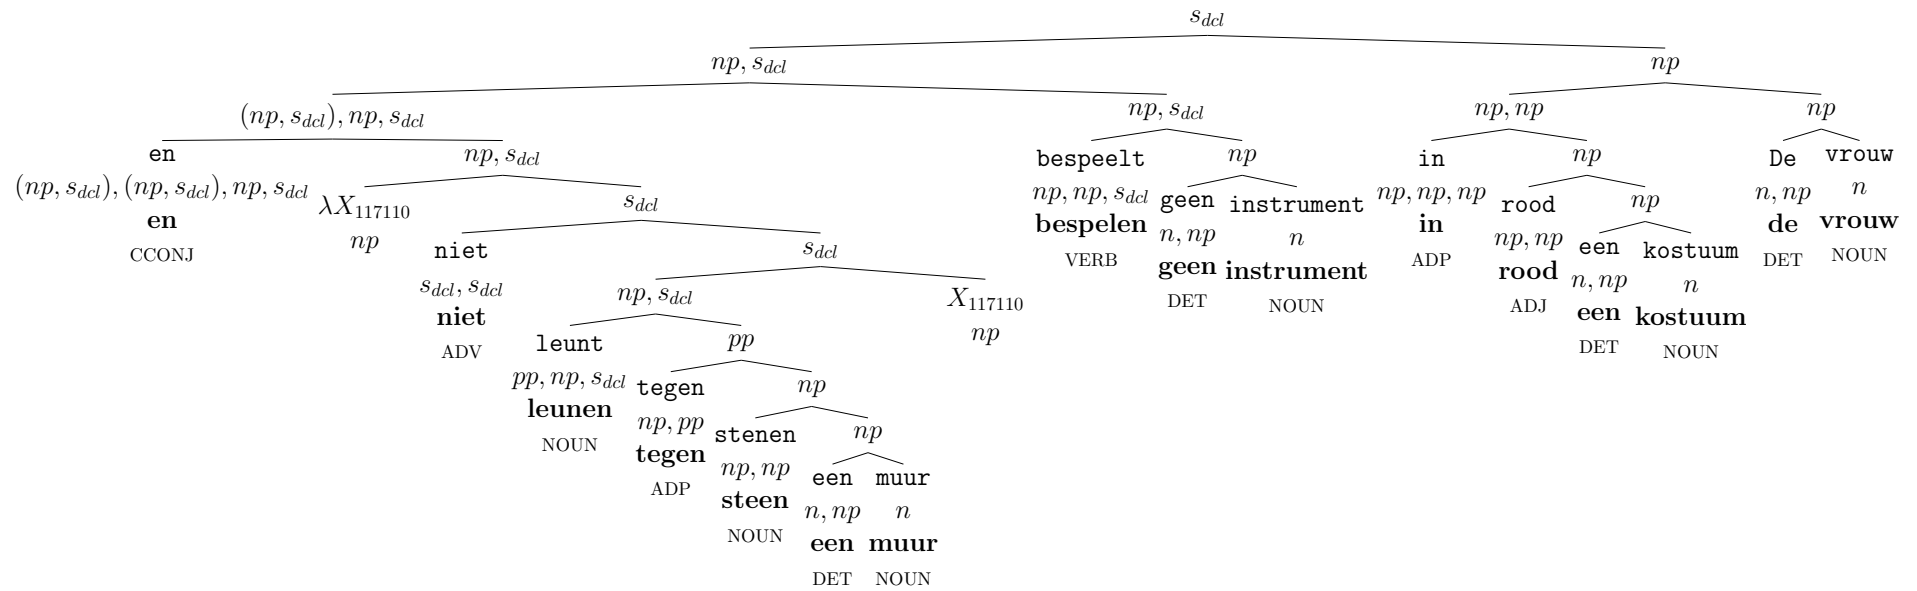 s_dcl
np, s_dcl np
(np, s_dcl), np, s_dcl np, s_dcl np, np np
en np, s_dcl bespeelt np in np De vrouw
(np, s_dcl), (np, s_dcl), np, s_dcl λX_117110 s_dcl np, np, s_dcl geen instrument np, np, np rood np n, np n
en np niet s_dcl bespelen n, np n in np, np een kostuum de vrouw
CCONJ s_dcl, s_dcl np, s_dcl X_117110 VERB geen instrument ADP rood n, np n DET NOUN
niet leunt pp np DET NOUN ADJ een kostuum
ADV pp, np, s_dcl tegen np DET NOUN
leunen np, pp stenen np
NOUN tegen np, np een muur
ADP steen n, np n
NOUN een muur
DET NOUN